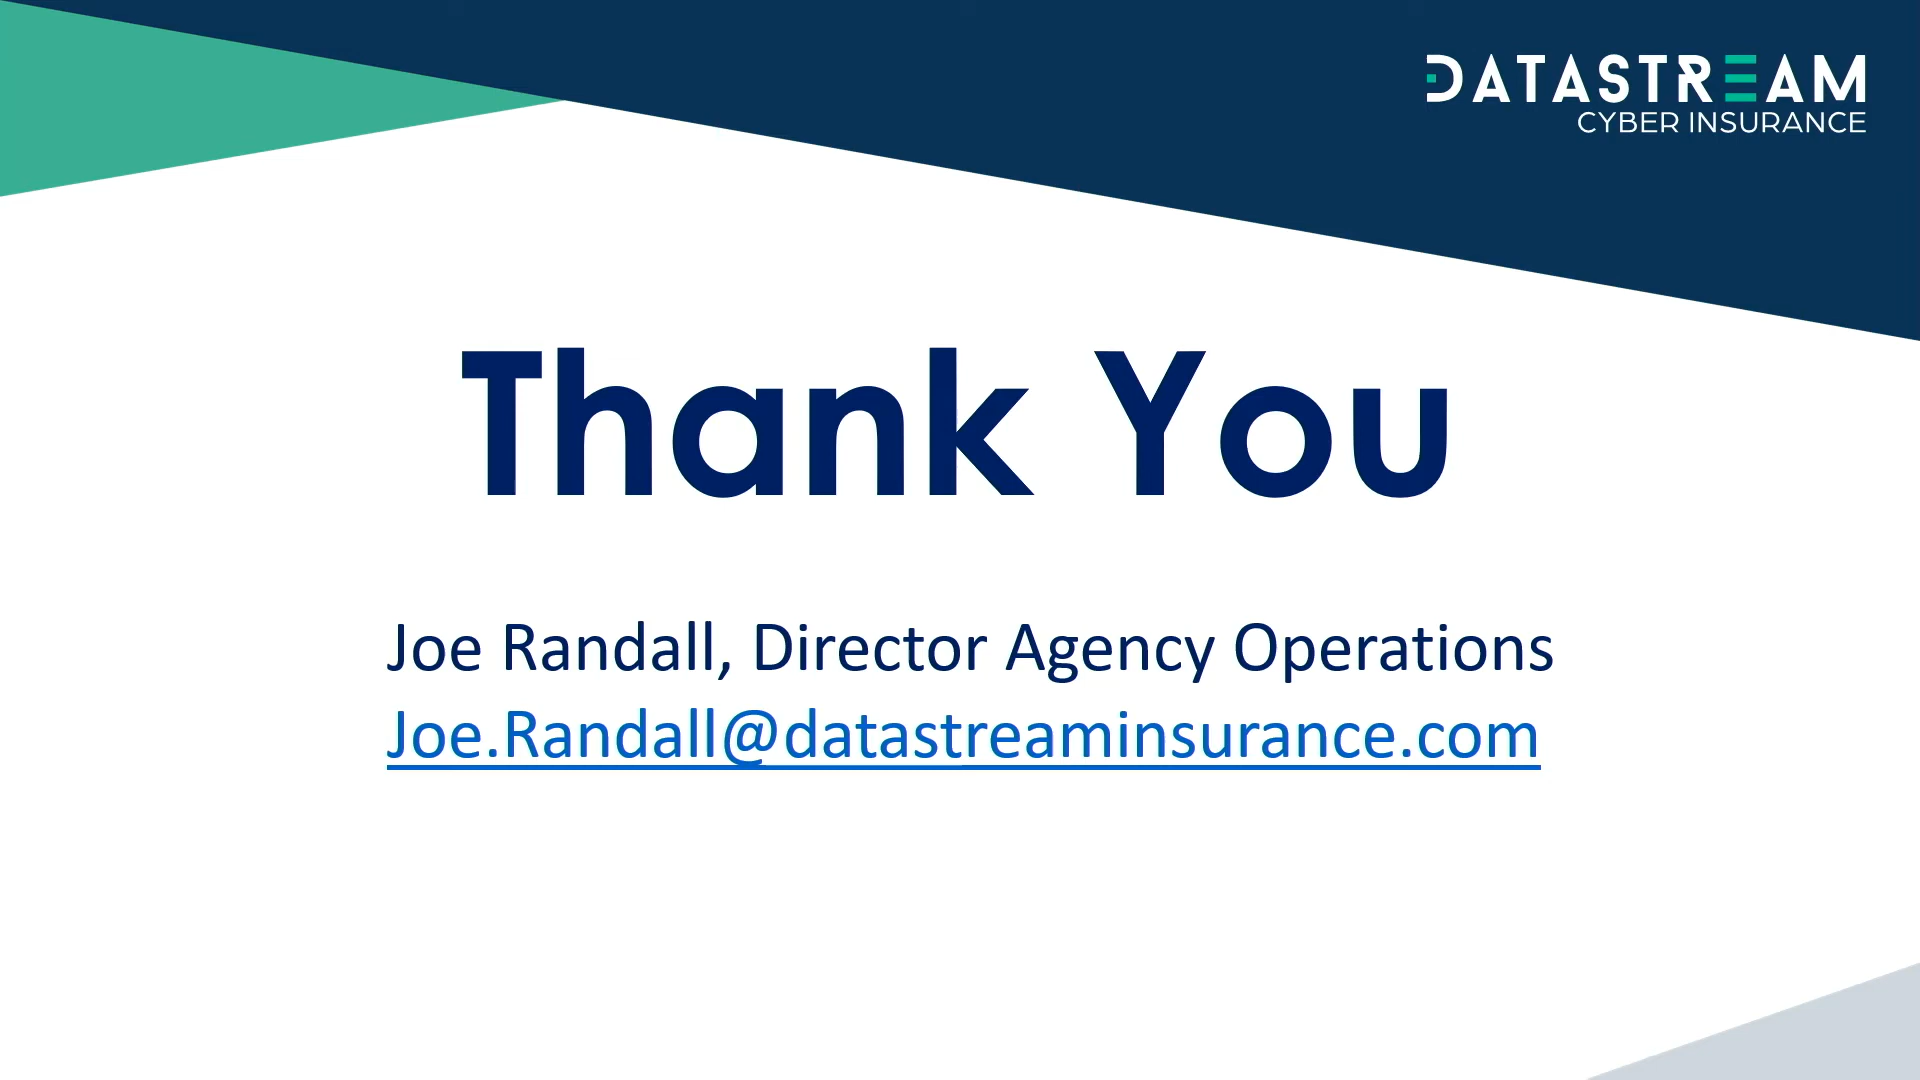 DATASTREAM
CYBER INSURANCE
Thank You
Joe Randall, Director Agency Operations
Joe.Randall@datastreaminsurance.com